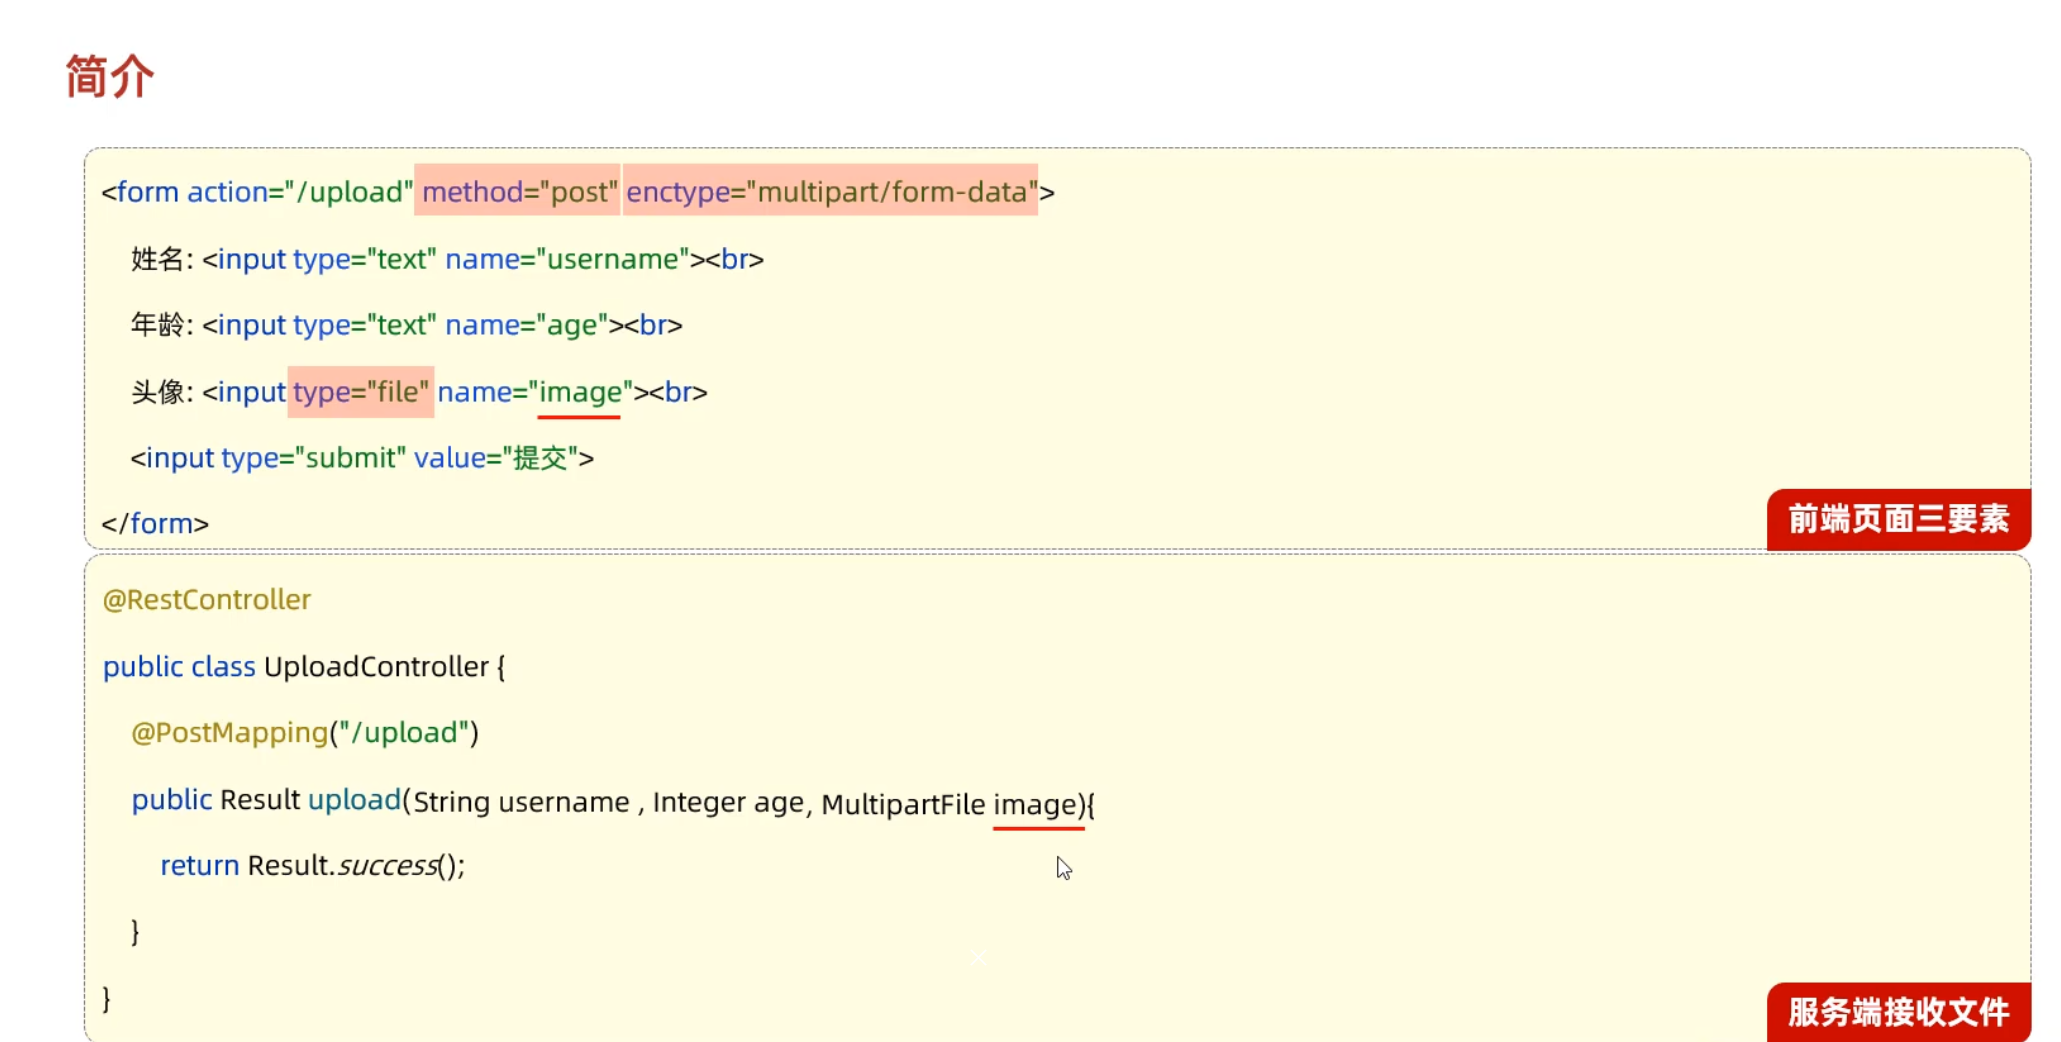 简介
<form action="/upload" method="post" enctype="multipart/form-data">
姓名: <input type="text" name="username"><br>
年龄: <input type="text" name="age"><br>
头像: <input type="file" name="image"><br>
<input type="submit" value="提交">
</form>
前端页面三要素
@RestController
public class UploadController {
@PostMapping("/upload")
public Result upload(String username , Integer age, MultipartFile image){
return Result.success();
}
}
服务端接收文件